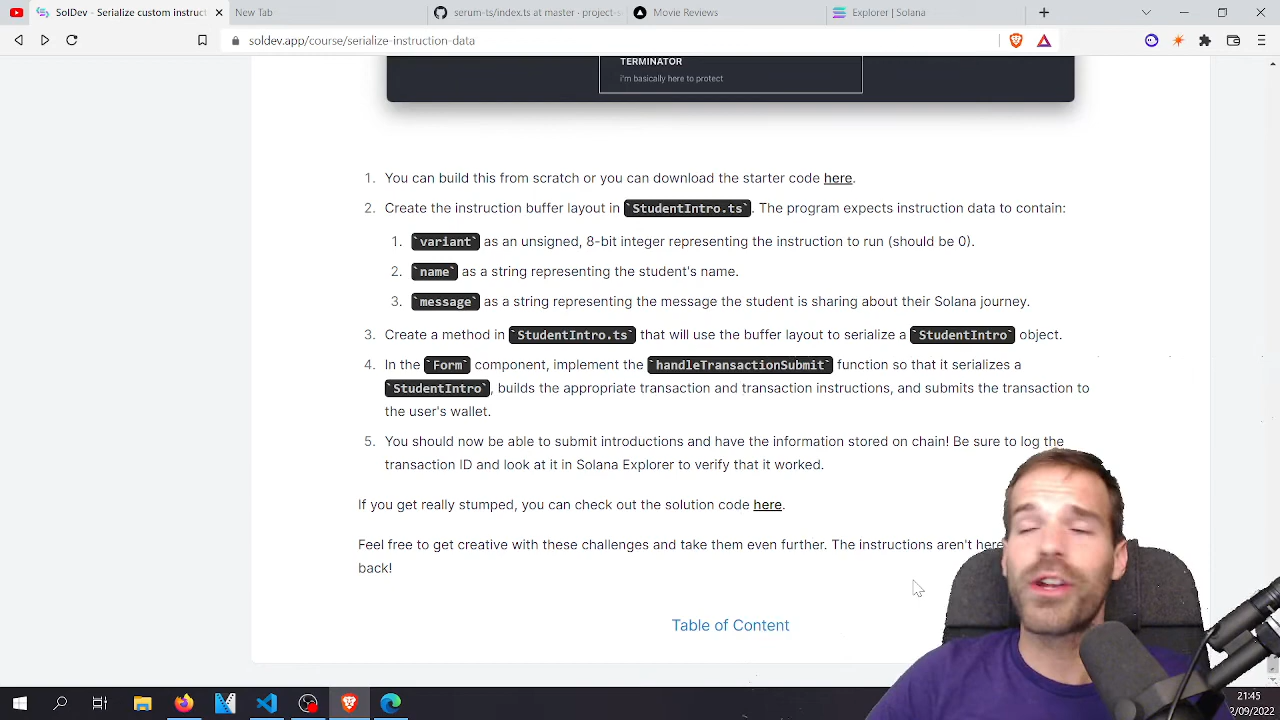 SolDev - Serialize custom instruct
New Tab
serum-ts/index.ts at master · project-s
Movie Reviews
Explorer | Solana
soldev.app/course/serialize-instruction-data
TERMINATOR
i'm basically here to protect
1. You can build this from scratch or you can download the starter code here.
2. Create the instruction buffer layout in `StudentIntro.ts`. The program expects instruction data to contain:
1. `variant` as an unsigned, 8-bit integer representing the instruction to run (should be 0).
2. `name` as a string representing the student's name.
3. `message` as a string representing the message the student is sharing about their Solana journey.
3. Create a method in `StudentIntro.ts` that will use the buffer layout to serialize a `StudentIntro` object.
4. In the `Form` component, implement the `handleTransactionSubmit` function so that it serializes a
`StudentIntro`, builds the appropriate transaction and transaction instructions, and submits the transaction to
the user's wallet.
5. You should now be able to submit introductions and have the information stored on chain! Be sure to log the
transaction ID and look at it in Solana Explorer to verify that it worked.
If you get really stumped, you can check out the solution code here.
Feel free to get creative with these challenges and take them even further. The instructions aren't here
back!
Table of Content
21:45
2/09/2022